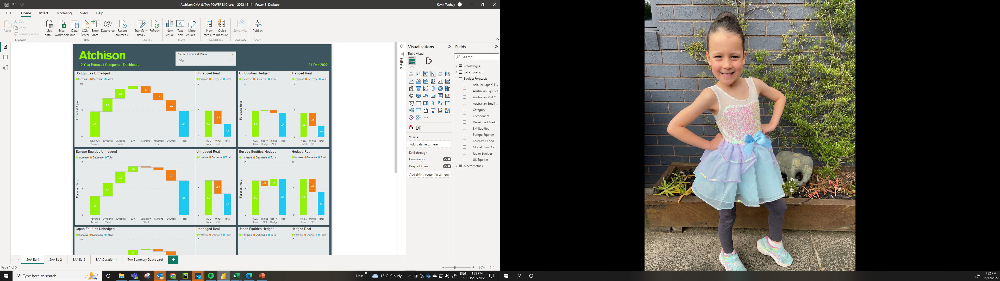 Atchison CMA & TAA POWER BI Charts - 2022 12 11 - Power BI Desktop
Kevin Toohey
File Home Insert Modeling View Help
Paste
Cut
Copy
Format painter
Clipboard
Get data
Excel workbook
Data hub
SQL Server
Enter data
Dataverse
Recent sources
Data
Transform data
Refresh
Queries
New visual
Text box
More visuals
Insert
New measure
Quick measure
Calculations
Sensitivity
Sensitivity
Publish
Share
Atchison
10 Year Forecast Component Dashboard
Select Forecast Period
10yr
31 Dec 2022
US Equities Unhedged
Increase Decrease Total
10
5
0
Forecast %p.a.
4.8
2.5
1.8
-1.3
-1.4
-2.0
4.9
Revenue Growth
Buybacks
Dividend Yield
ΔFX
Margins
Valuation Effect
Dilution
Total
Unhedged Real
Increase Decrease Total
10
5
0
4.9
-2.5
2.4
AUD Total
minus CPI
Total
US Equities Hedged
Increase Decrease Total
10
5
0
Forecast %p.a.
4.9
4.5
AUD Total
net FX Hedge
minus ΔFX
Total
Hedged Real
Increase Decrease Total
10
5
0
4.5
-2.5
2.0
Hed... Total
minus CPI
Total
Europe Equities Unhedged
Increase Decrease Total
10
5
0
Forecast %p.a.
3.5
2.5
2.2
1.0
-2.0
6.5
Revenue Growth
Dividend Yield
Buybacks
ΔFX
Valuation Effect
Margins
Dilution
Total
Unhedged Real
Increase Decrease Total
10
5
0
6.5
-2.5
4.0
AUD Total
minus CPI
Total
Europe Equities Hedged
Increase Decrease Total
10
5
0
Forecast %p.a.
6.5
-1.0
1.3
6.8
AUD Total
minus ΔFX
net FX Hedge
Total
Hedged Real
Increase Decrease Total
10
5
0
6.8
-2.5
4.3
Hed... Total
minus CPI
Total
Japan Equities Unhedged
Increase Decrease Total
10
1.3
Unhedged Real
Increase Decrease Total
10
Japan Equities Hedged
Increase Decrease Total
10
Hedged Real
Increase Decrease Total
10
Filters
Visualizations
Build visual
123
R
Py
Values
Add data fields here
Drill through
Cross-report
On
Keep all filters
On
Add drill-through fields here
Fields
Search
BetaRanges
BetaScorecard
EquitiesForecasts
Asia (ex Japan) E...
Australian Equities
Australian Mid C...
Australian Small ...
Category
Component
Developed Mark...
EM Equities
Europe Equities
Forecast Period
Global Small Cap
Japan Equities
US Equities
MacroMetrics
SAA Eq 1
SAA Eq 2
SAA Eq 3
SAA Duration 1
TAA Summary Dashboard
Page 1 of 5
80%
Type here to search
Links
15°C Cloudy
ENG
US
1:32 PM
15/12/2022
1:32 PM
15/12/2022